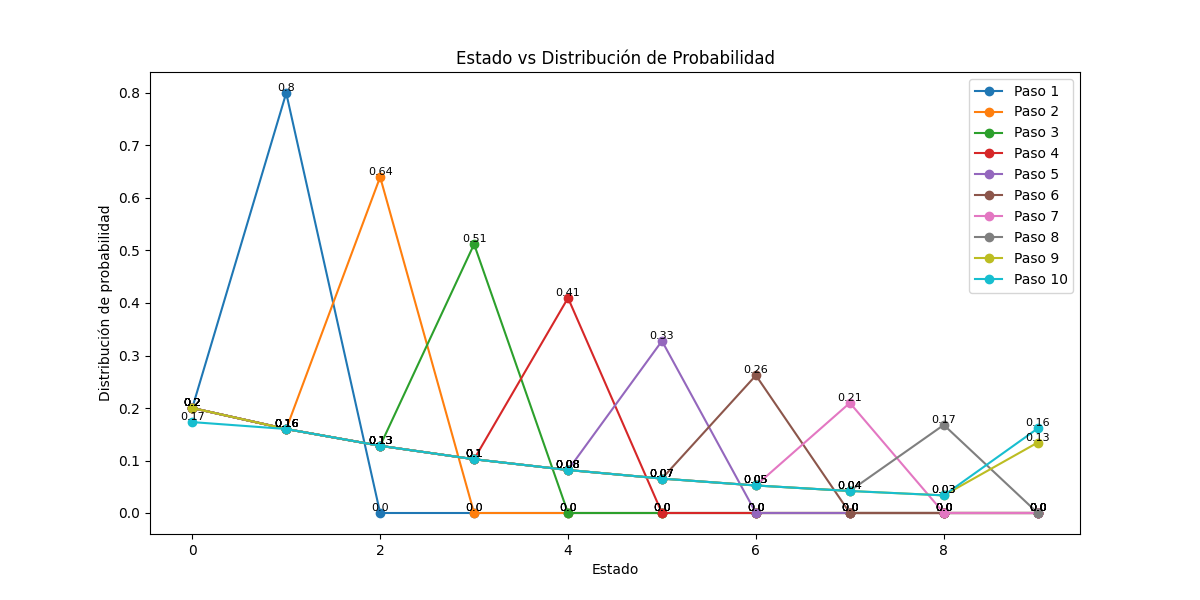 Estado vs Distribución de Probabilidad
Distribución de probabilidad
0.8
0.7
0.6
0.5
0.4
0.3
0.2
0.1
0.0
0.8
0.64
0.51
0.41
0.33
0.26
0.21
0.17
0.16
0.13
0.2
0.17
0.16
0.13
0.1
0.08
0.07
0.05
0.04
0.03
0.0
0.0
0.0
0.0
0.0
0.0
0.0
0.0
0 2 4 6 8
Estado
Paso 1
Paso 2
Paso 3
Paso 4
Paso 5
Paso 6
Paso 7
Paso 8
Paso 9
Paso 10